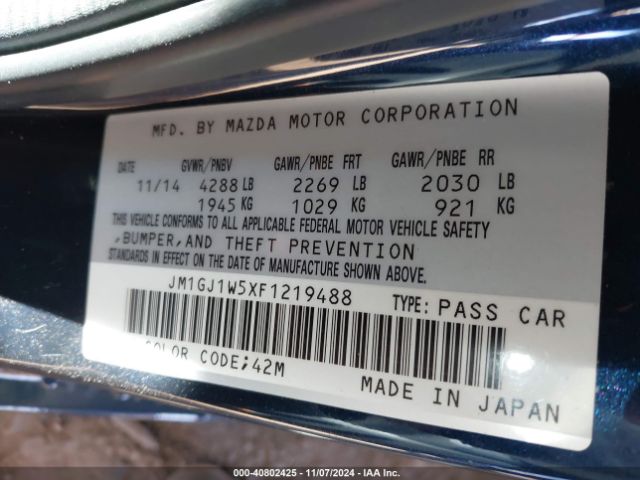 MFD. BY MAZDA MOTOR CORPORATION
DATE GVWR/PNBV GAWR/PNBE FRT GAWR/PNBE RR
11/14 4288 LB 2269 LB 2030 LB
1945 KG 1029 KG 921 KG
THIS VEHICLE CONFORMS TO ALL APPLICABLE FEDERAL MOTOR VEHICLE SAFETY
,BUMPER,AND THEFT PREVENTION
STANDARDS IN EFFECT ON THE DATE OF MANUFACTURE SHOWN ABOVE.
JM1GJ1W5XF1219488 TYPE: PASS CAR
COLOR CODE;42M
MADE IN JAPAN
000-40802425 - 11/07/2024 - IAA Inc.